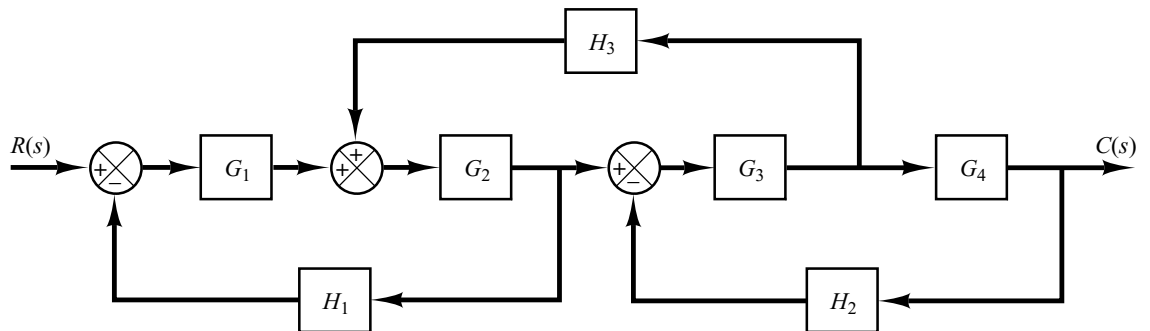 H₃
R(s)
C(s)
+
+
G₁
+
+
G₂
+
G₃
G₄
−
−
H₁
H₂